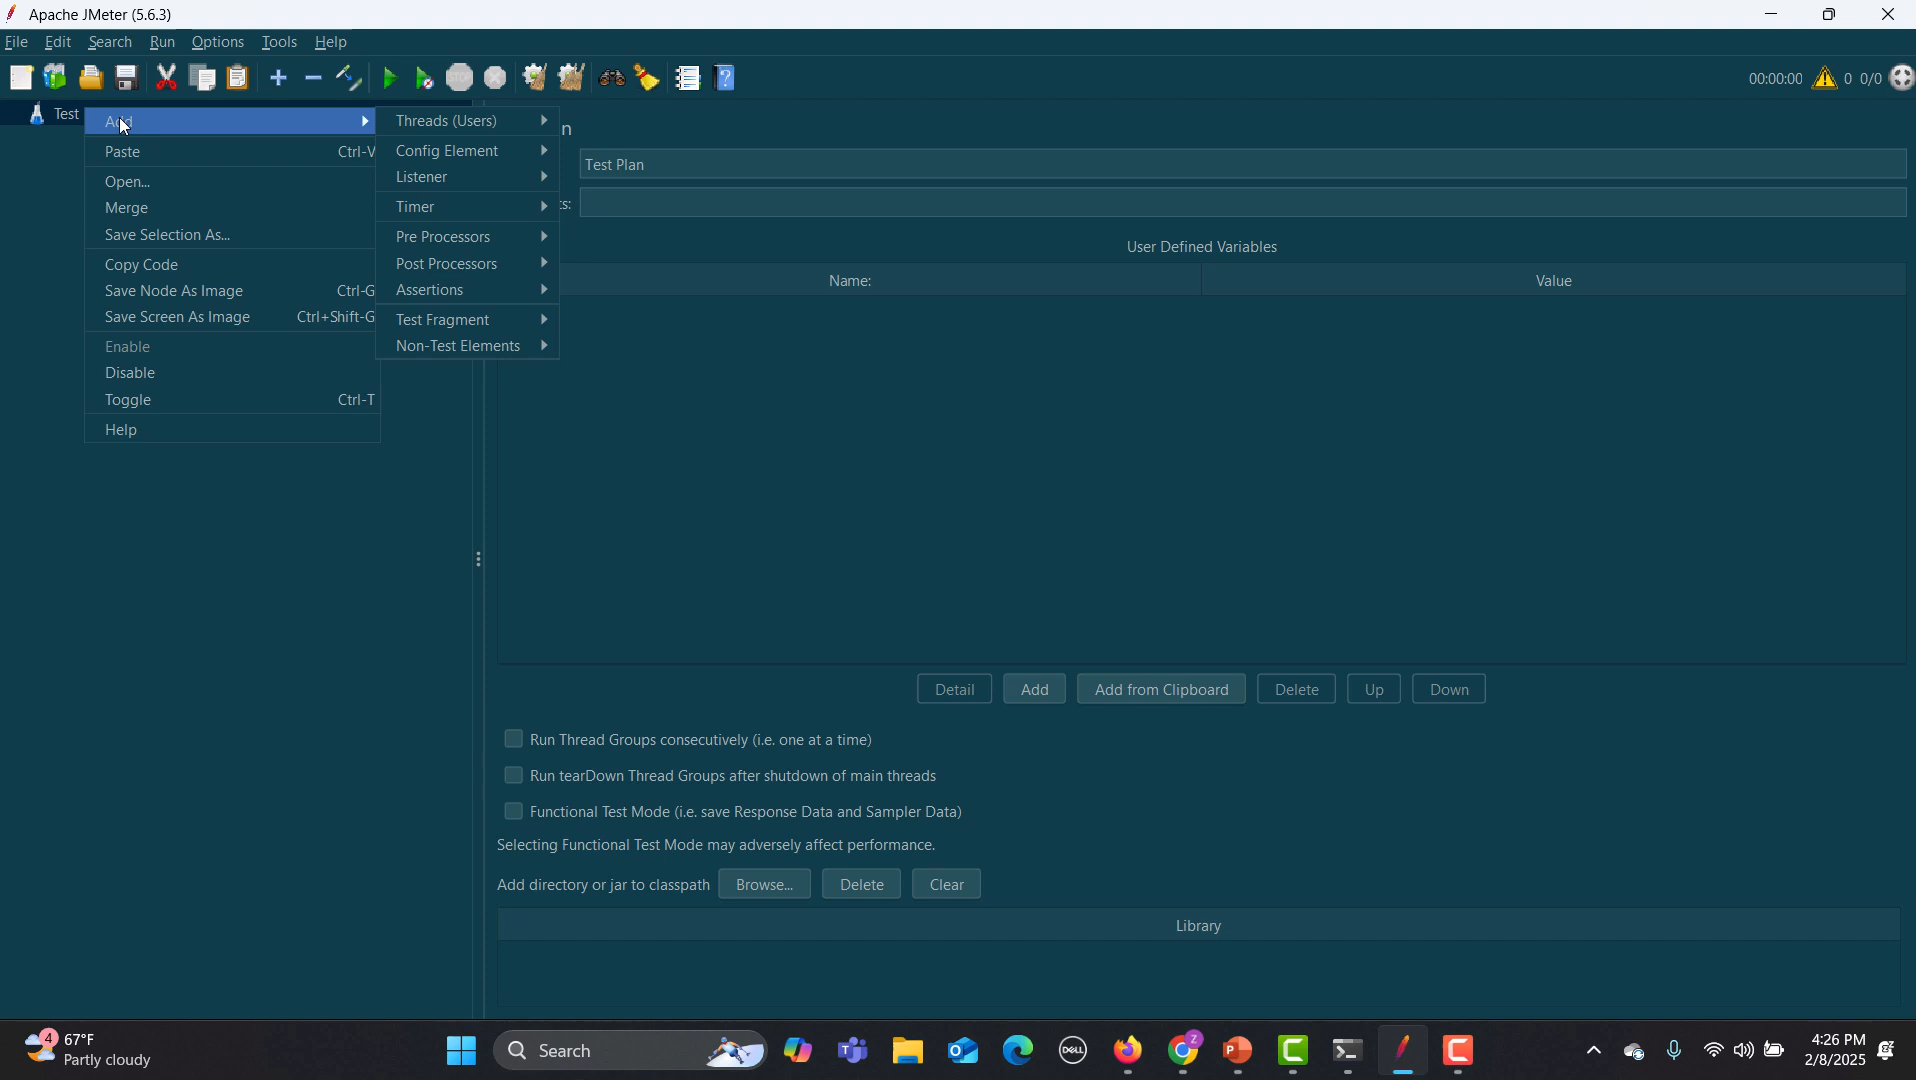 Apache JMeter (5.6.3)
File Edit Search Run Options Tools Help
STOP
00:00:00 0 0/0
Test
Add
Paste Ctrl-V
Open...
Merge
Save Selection As...
Copy Code
Save Node As Image Ctrl-G
Save Screen As Image Ctrl+Shift-G
Enable
Disable
Toggle Ctrl-T
Help
Threads (Users)
Config Element
Listener
Timer
Pre Processors
Post Processors
Assertions
Test Fragment
Non-Test Elements
n
Test Plan
ts:
User Defined Variables
Name: Value
Detail Add Add from Clipboard Delete Up Down
Run Thread Groups consecutively (i.e. one at a time)
Run tearDown Thread Groups after shutdown of main threads
Functional Test Mode (i.e. save Response Data and Sampler Data)
Selecting Functional Test Mode may adversely affect performance.
Add directory or jar to classpath Browse... Delete Clear
Library
4
67°F
Partly cloudy
Search
DELL
Z
4:26 PM
2/8/2025